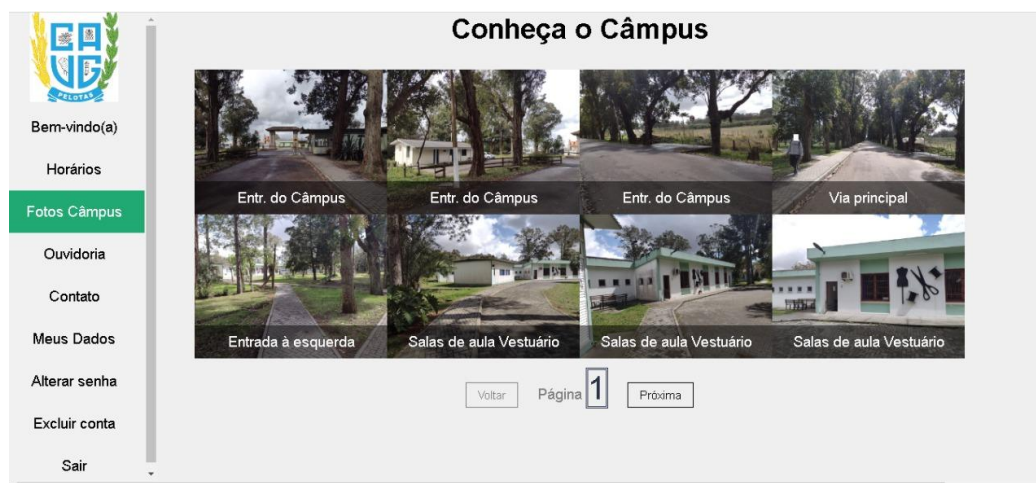 CAVG
PELOTAS
Bem-vindo(a)
Horários
Fotos Câmpus
Ouvidoria
Contato
Meus Dados
Alterar senha
Excluir conta
Sair
Conheça o Câmpus
Entr. do Câmpus
Entr. do Câmpus
Entr. do Câmpus
Via principal
Entrada à esquerda
Salas de aula Vestuário
Salas de aula Vestuário
Salas de aula Vestuário
Voltar Página 1 Próxima